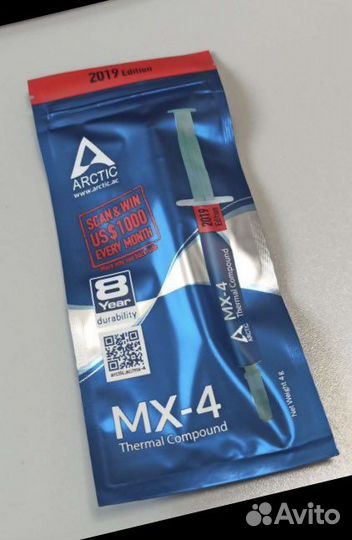 2019 Edition
ARCTIC
www.arctic.ac
SCAN & WIN
US$ 1000
EVERY MONTH
8
Year
durability
arctic.ac/mx-4
MX-4
Thermal Compound
2019
Edition
ARCTIC
MX-4
Thermal Compound
Net Weight 4 g
Avito